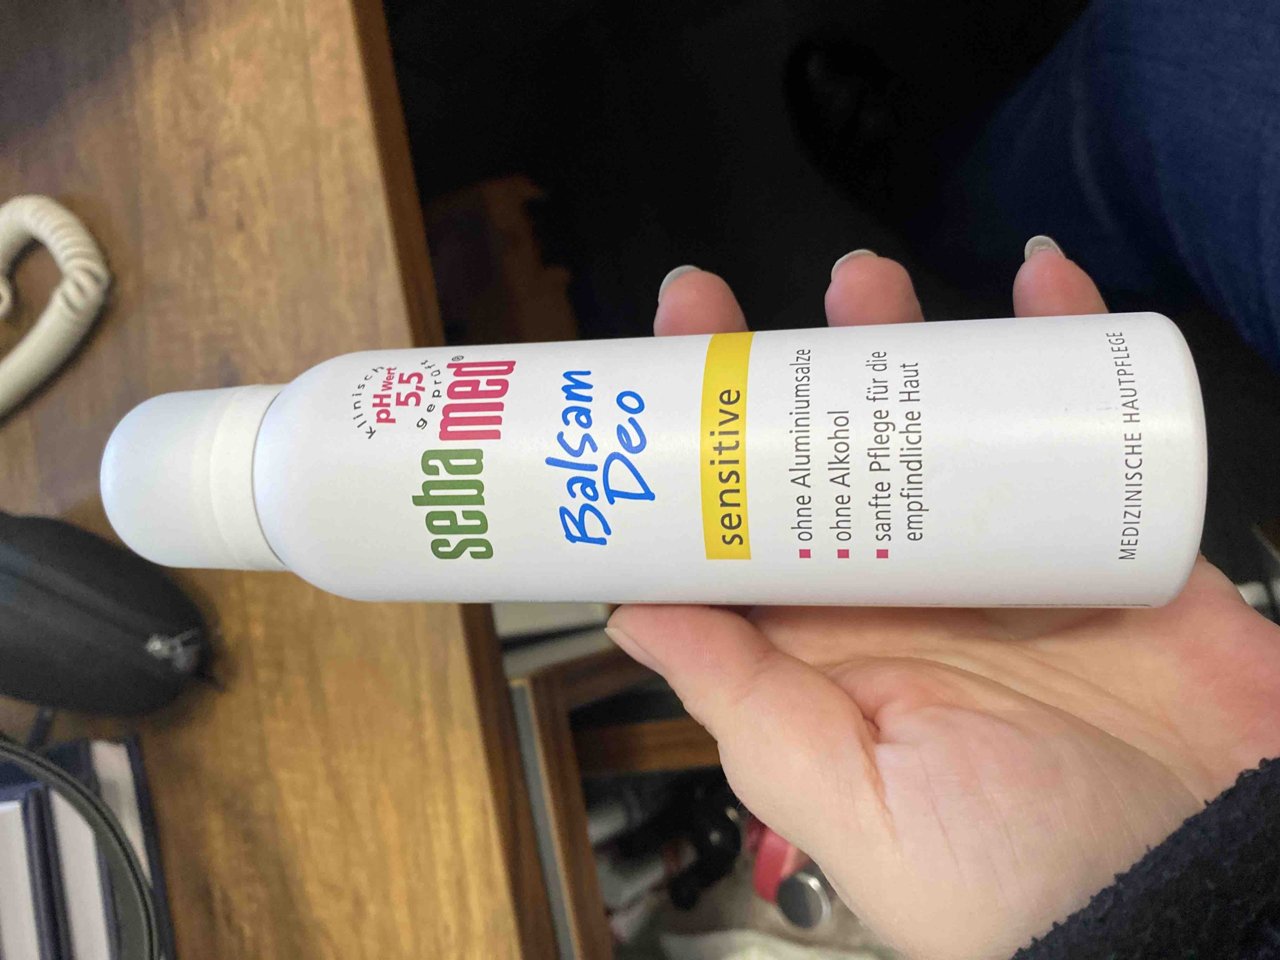 klinisch
pH Wert
5,5
geprüft
sebamed®
Balsam
Deo
sensitive
▪ ohne Aluminiumsalze
▪ ohne Alkohol
▪ sanfte Pflege für die
empfindliche Haut
MEDIZINISCHE HAUTPFLEGE